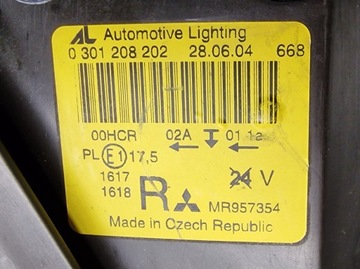 AL Automotive Lighting
0 301 208 202 28.06.04 668
00HCR 02A 01 1a
PL E1 17,5
1617
1618 R 24 V
MR957354
Made in Czech Republic